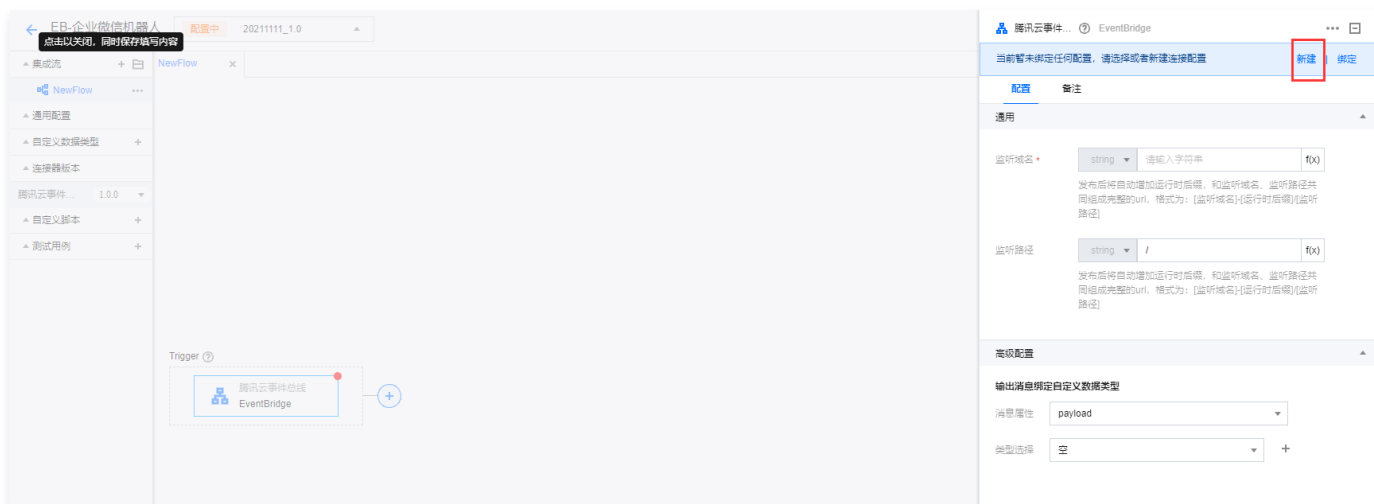 EB-企业微信机器人
配置中
20211111_1.0
点击以关闭，同时保存填写内容
集成流
NewFlow
NewFlow
通用配置
自定义数据类型
连接器版本
腾讯云事件... 1.0.0
自定义脚本
测试用例
Trigger
腾讯云事件总线
EventBridge
腾讯云事件... EventBridge
当前暂未绑定任何配置，请选择或者新建连接配置 新建 | 绑定
配置 备注
通用
监听域名 * string 请输入字符串 f(x)
发布后将自动增加运行时后缀，和监听域名、监听路径共
同组成完整的url，格式为：[监听域名]-[运行时后缀]/[监听
路径]
监听路径 string / f(x)
发布后将自动增加运行时后缀，和监听域名、监听路径共
同组成完整的url，格式为：[监听域名]-[运行时后缀]/[监听
路径]
高级配置
输出消息绑定自定义数据类型
消息属性 payload
类型选择 空